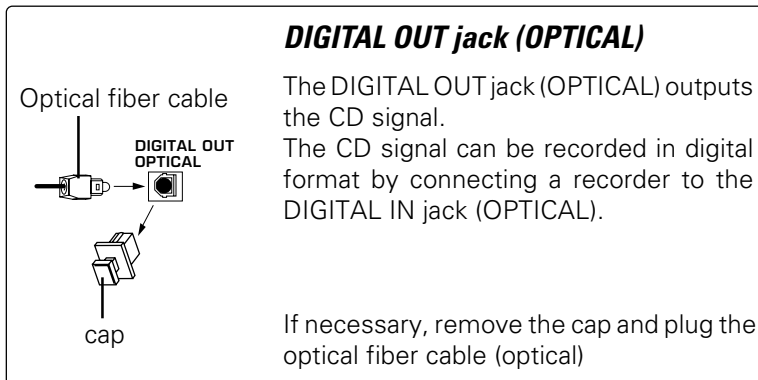 DIGITAL OUT jack (OPTICAL)
Optical fiber cable
DIGITAL OUT
OPTICAL
cap
The DIGITAL OUT jack (OPTICAL) outputs
the CD signal.
The CD signal can be recorded in digital
format by connecting a recorder to the
DIGITAL IN jack (OPTICAL).
If necessary, remove the cap and plug the
optical fiber cable (optical)